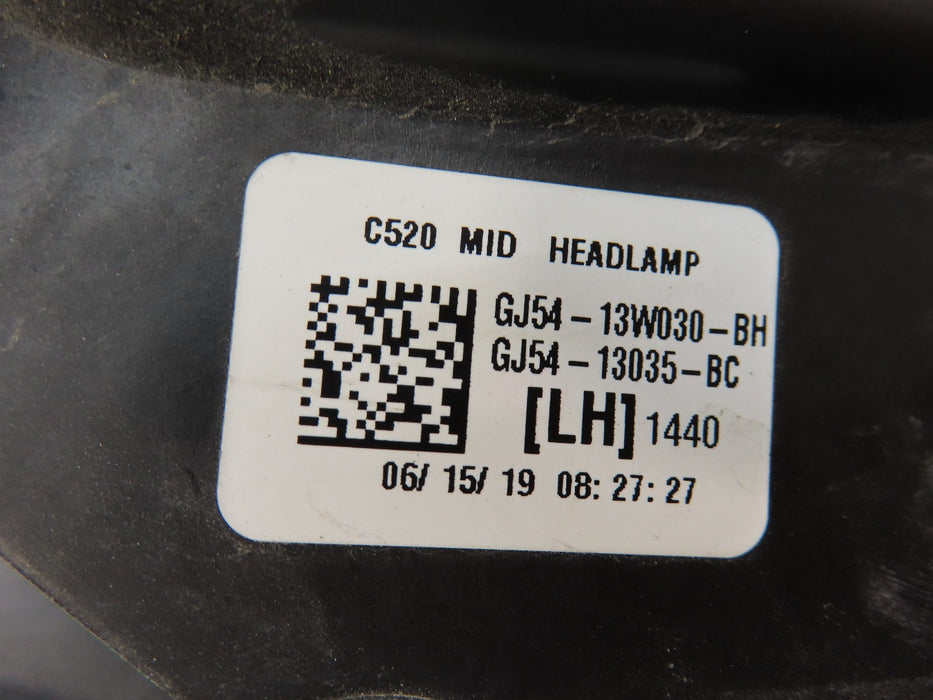 C520 MID HEADLAMP
GJ54-13W030-BH
GJ54-13035-BC
[LH] 1440
06/ 15/ 19 08: 27: 27